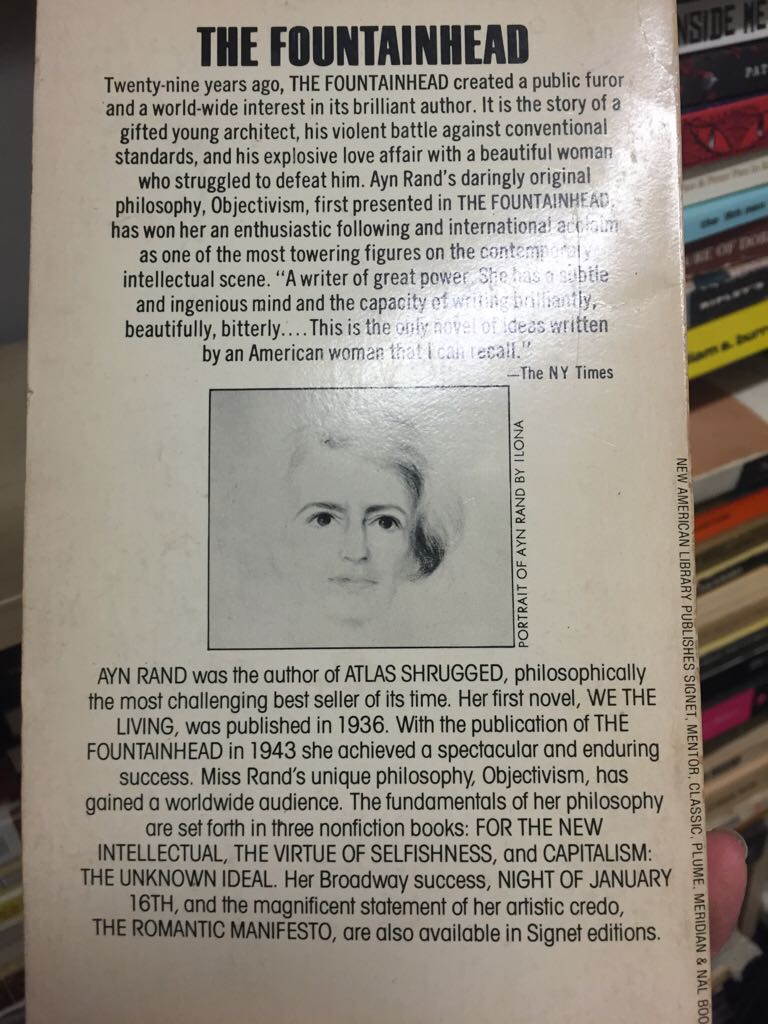 THE FOUNTAINHEAD
Twenty-nine years ago, THE FOUNTAINHEAD created a public furor
and a world-wide interest in its brilliant author. It is the story of a
gifted young architect, his violent battle against conventional
standards, and his explosive love affair with a beautiful woman
who struggled to defeat him. Ayn Rand's daringly original
philosophy, Objectivism, first presented in THE FOUNTAINHEAD,
has won her an enthusiastic following and international acclaim
as one of the most towering figures on the contemporary
intellectual scene. "A writer of great power. She has a subtle
and ingenious mind and the capacity of writing brilliantly,
beautifully, bitterly....This is the only novel of ideas written
by an American woman that I can recall."
—The NY Times
PORTRAIT OF AYN RAND BY ILONA
AYN RAND was the author of ATLAS SHRUGGED, philosophically
the most challenging best seller of its time. Her first novel, WE THE
LIVING, was published in 1936. With the publication of THE
FOUNTAINHEAD in 1943 she achieved a spectacular and enduring
success. Miss Rand's unique philosophy, Objectivism, has
gained a worldwide audience. The fundamentals of her philosophy
are set forth in three nonfiction books: FOR THE NEW
INTELLECTUAL, THE VIRTUE OF SELFISHNESS, and CAPITALISM:
THE UNKNOWN IDEAL. Her Broadway success, NIGHT OF JANUARY
16TH, and the magnificent statement of her artistic credo,
THE ROMANTIC MANIFESTO, are also available in Signet editions.
NEW AMERICAN LIBRARY PUBLISHES SIGNET, MENTOR, CLASSIC, PLUME, MERIDIAN & NAL BOO
NSIDE ME
PAT